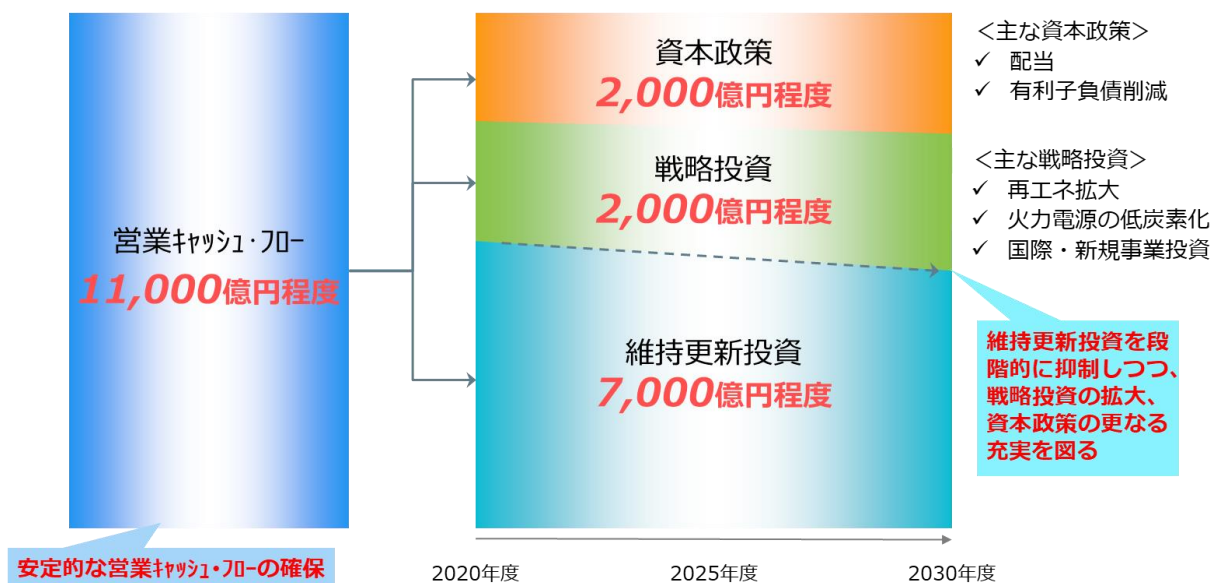 営業ｷｬｯｼｭ・ﾌﾛｰ
11,000億円程度
安定的な営業ｷｬｯｼｭ・ﾌﾛｰの確保
資本政策
2,000億円程度
戦略投資
2,000億円程度
維持更新投資
7,000億円程度
2020年度
2025年度
2030年度
＜主な資本政策＞
✓ 配当
✓ 有利子負債削減
＜主な戦略投資＞
✓ 再エネ拡大
✓ 火力電源の低炭素化
✓ 国際・新規事業投資
維持更新投資を段
階的に抑制しつつ、
戦略投資の拡大、
資本政策の更なる
充実を図る